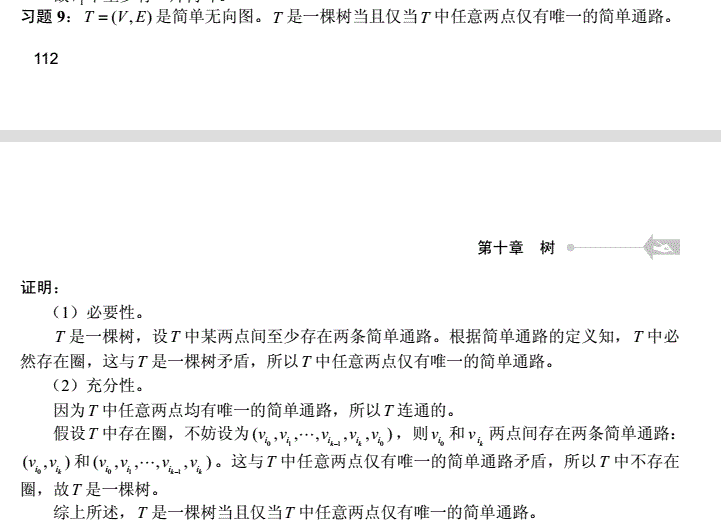 习题 9：T = (V, E) 是简单无向图。T 是一棵树当且仅当 T 中任意两点仅有唯一的简单通路。
112
第十章 树
证明：
（1）必要性。
T 是一棵树，设 T 中某两点间至少存在两条简单通路。根据简单通路的定义知，T 中必
然存在圈，这与 T 是一棵树矛盾，所以 T 中任意两点仅有唯一的简单通路。
（2）充分性。
因为 T 中任意两点均有唯一的简单通路，所以 T 连通的。
假设 T 中存在圈，不妨设为 (v_{i_0}, v_{i_1}, ⋯, v_{i_{k-1}}, v_{i_k}, v_{i_0})，则 v_{i_0} 和 v_{i_k} 两点间存在两条简单通路：
(v_{i_0}, v_{i_k}) 和 (v_{i_0}, v_{i_1}, ⋯, v_{i_{k-1}}, v_{i_k})。这与 T 中任意两点仅有唯一的简单通路矛盾，所以 T 中不存在
圈，故 T 是一棵树。
综上所述，T 是一棵树当且仅当 T 中任意两点仅有唯一的简单通路。